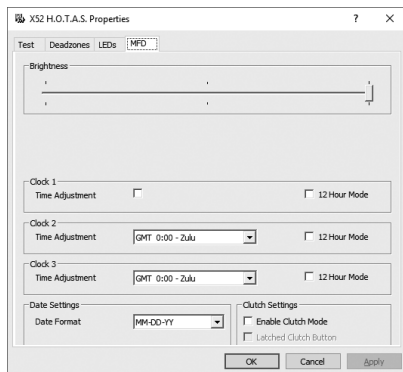 X52 H.O.T.A.S. Properties ? ×
Test Deadzones LEDs MFD
Brightness
Clock 1
Time Adjustment 12 Hour Mode
Clock 2
Time Adjustment GMT 0:00 - Zulu 12 Hour Mode
Clock 3
Time Adjustment GMT 0:00 - Zulu 12 Hour Mode
Date Settings Clutch Settings
Date Format MM-DD-YY Enable Clutch Mode
Latched Clutch Button
OK Cancel Apply